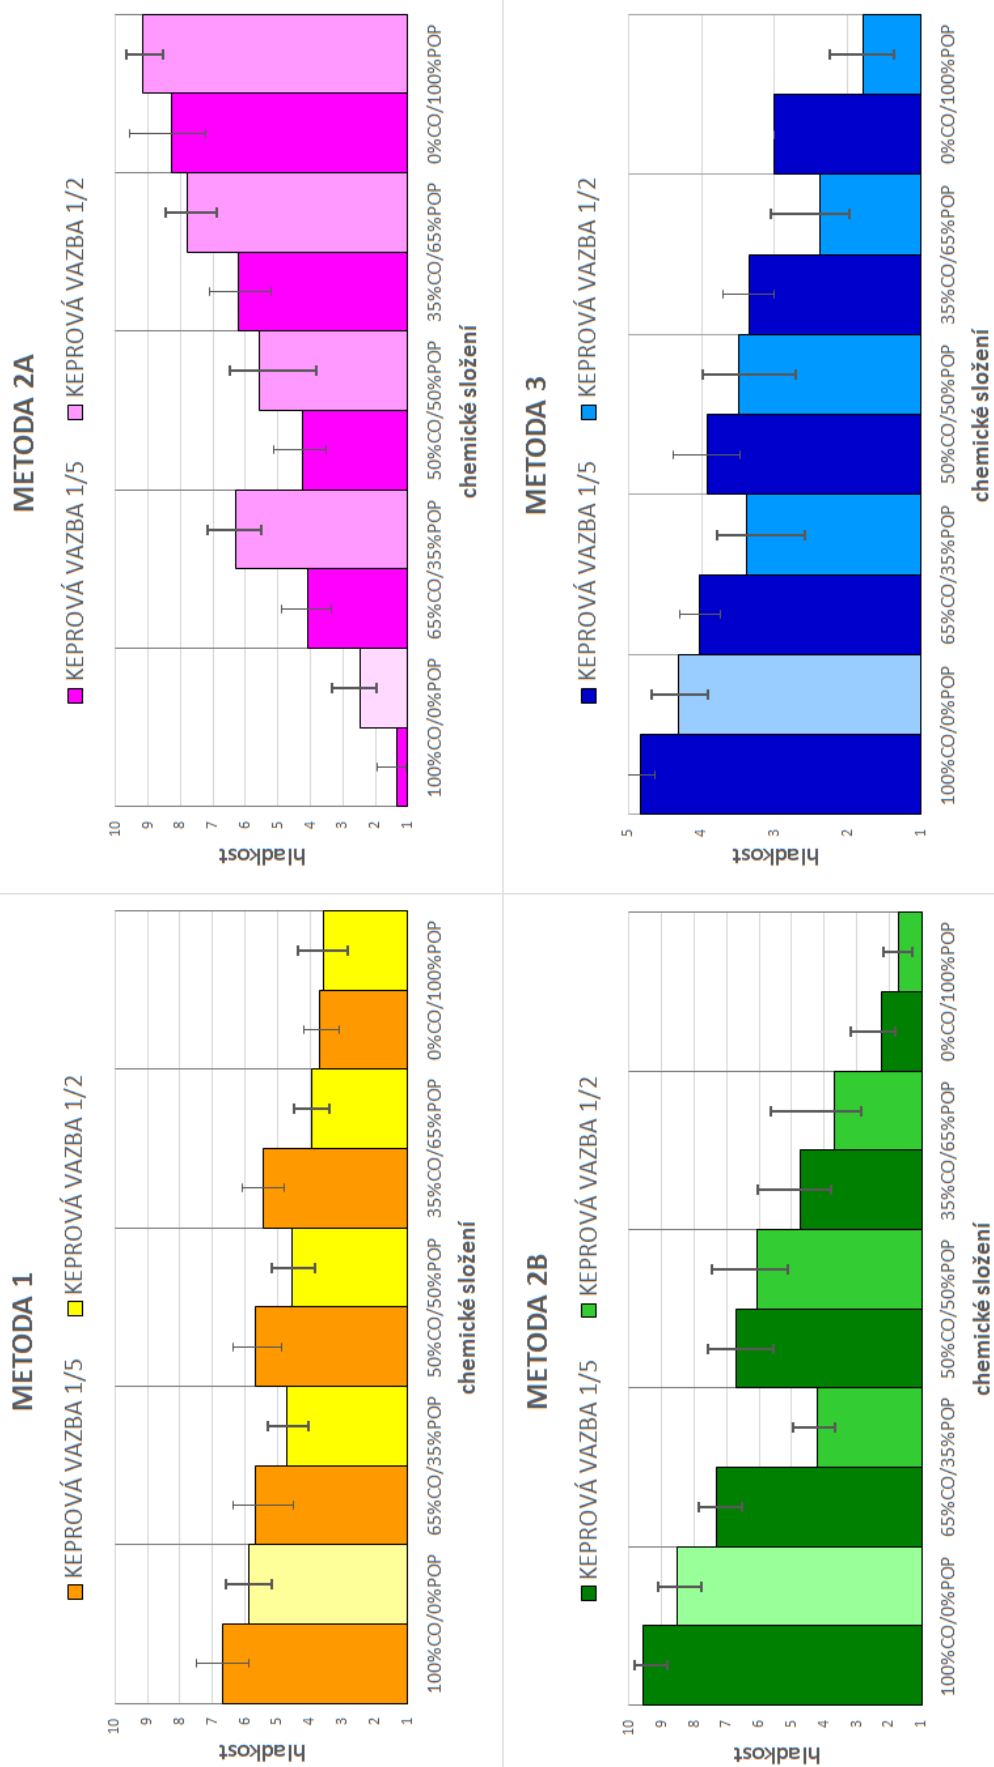 METODA 1
KEPROVÁ VAZBA 1/5 KEPROVÁ VAZBA 1/2
hladkost
10
9
8
7
6
5
4
3
2
1
100%CO/0%POP 65%CO/35%POP 50%CO/50%POP 35%CO/65%POP 0%CO/100%POP
chemické složení
METODA 2A
KEPROVÁ VAZBA 1/5 KEPROVÁ VAZBA 1/2
hladkost
10
9
8
7
6
5
4
3
2
1
100%CO/0%POP 65%CO/35%POP 50%CO/50%POP 35%CO/65%POP 0%CO/100%POP
chemické složení
METODA 2B
KEPROVÁ VAZBA 1/5 KEPROVÁ VAZBA 1/2
hladkost
10
9
8
7
6
5
4
3
2
1
100%CO/0%POP 65%CO/35%POP 50%CO/50%POP 35%CO/65%POP 0%CO/100%POP
chemické složení
METODA 3
KEPROVÁ VAZBA 1/5 KEPROVÁ VAZBA 1/2
hladkost
5
4
3
2
1
100%CO/0%POP 65%CO/35%POP 50%CO/50%POP 35%CO/65%POP 0%CO/100%POP
chemické složení